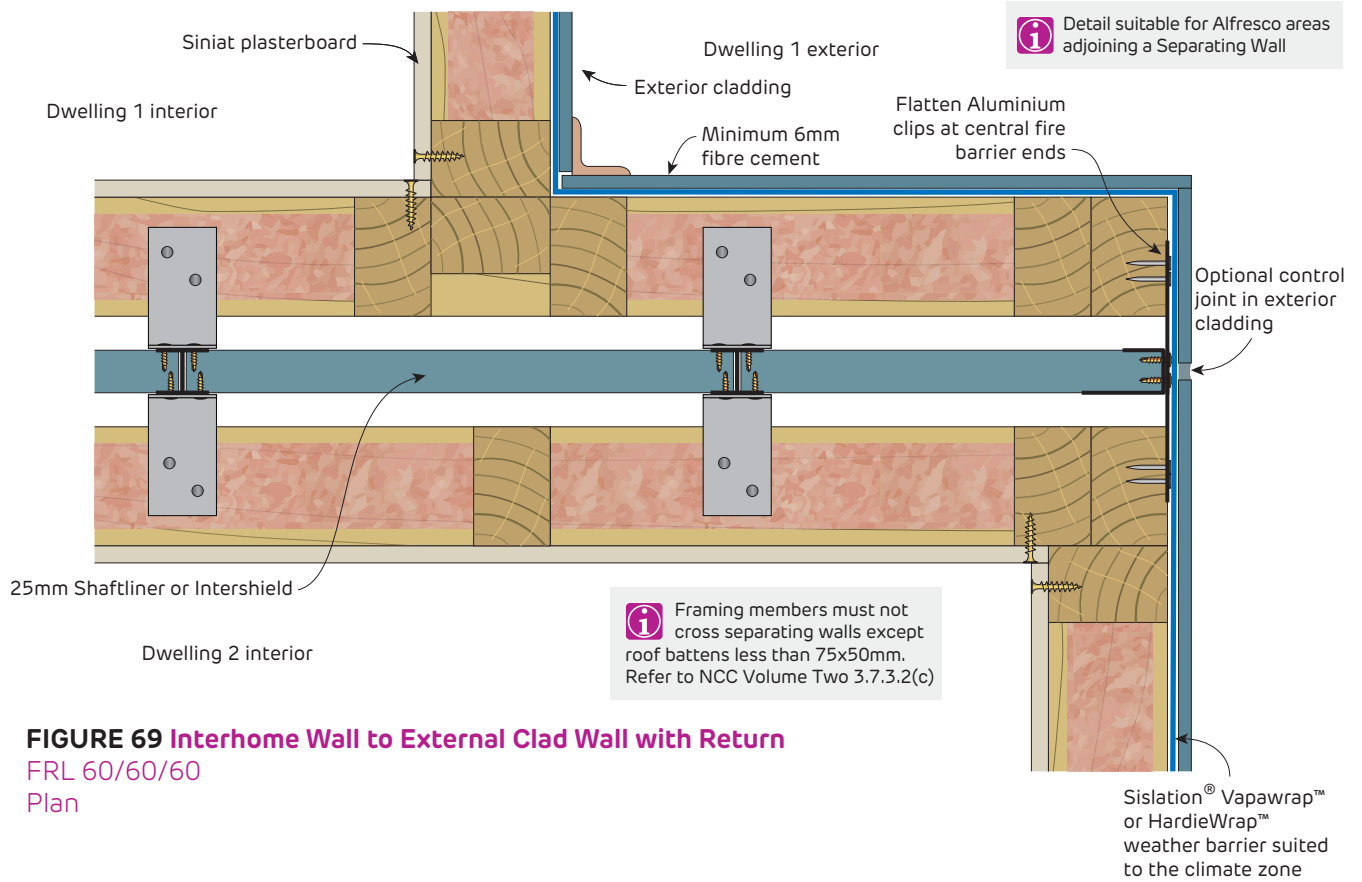 Siniat plasterboard
Dwelling 1 exterior
Detail suitable for Alfresco areas
adjoining a Separating Wall
Dwelling 1 interior
Exterior cladding
Flatten Aluminium
clips at central fire
barrier ends
Minimum 6mm
fibre cement
Optional control
joint in exterior
cladding
25mm Shaftliner or Intershield
Framing members must not
cross separating walls except
roof battens less than 75x50mm.
Refer to NCC Volume Two 3.7.3.2(c)
Dwelling 2 interior
FIGURE 69 Interhome Wall to External Clad Wall with Return
FRL 60/60/60
Plan
Sislation® Vapawrap™
or HardieWrap™
weather barrier suited
to the climate zone